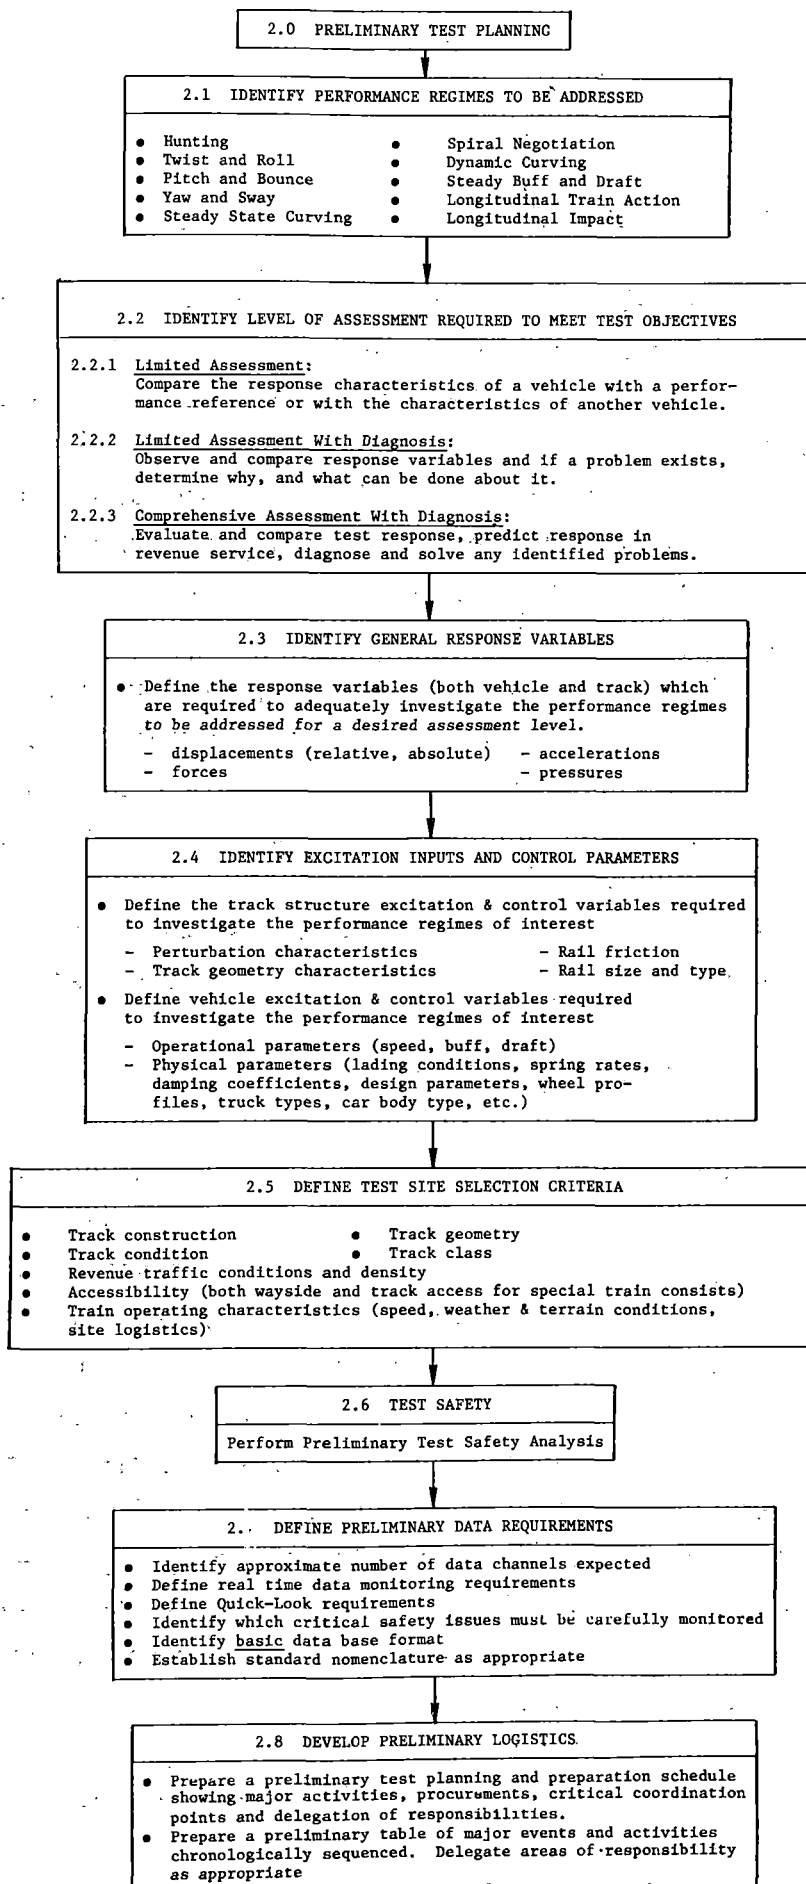 2.0 PRELIMINARY TEST PLANNING
2.1 IDENTIFY PERFORMANCE REGIMES TO BE ADDRESSED
● Hunting ● Spiral Negotiation
● Twist and Roll ● Dynamic Curving
● Pitch and Bounce ● Steady Buff and Draft
● Yaw and Sway ● Longitudinal Train Action
● Steady State Curving ● Longitudinal Impact
2.2 IDENTIFY LEVEL OF ASSESSMENT REQUIRED TO MEET TEST OBJECTIVES
2.2.1 Limited Assessment:
Compare the response characteristics of a vehicle with a perfor-
mance reference or with the characteristics of another vehicle.
2.2.2 Limited Assessment With Diagnosis:
Observe and compare response variables and if a problem exists,
determine why, and what can be done about it.
2.2.3 Comprehensive Assessment With Diagnosis:
Evaluate and compare test response, predict response in
revenue service, diagnose and solve any identified problems.
2.3 IDENTIFY GENERAL RESPONSE VARIABLES
● Define the response variables (both vehicle and track) which
are required to adequately investigate the performance regimes
to be addressed for a desired assessment level.
- displacements (relative, absolute) - accelerations
- forces - pressures
2.4 IDENTIFY EXCITATION INPUTS AND CONTROL PARAMETERS
● Define the track structure excitation & control variables required
to investigate the performance regimes of interest
- Perturbation characteristics - Rail friction
- Track geometry characteristics - Rail size and type
● Define vehicle excitation & control variables required
to investigate the performance regimes of interest
- Operational parameters (speed, buff, draft)
- Physical parameters (lading conditions, spring rates,
damping coefficients, design parameters, wheel pro-
files, truck types, car body type, etc.)
2.5 DEFINE TEST SITE SELECTION CRITERIA
● Track construction ● Track geometry
● Track condition ● Track class
● Revenue traffic conditions and density
● Accessibility (both wayside and track access for special train consists)
● Train operating characteristics (speed, weather & terrain conditions,
site logistics)
2.6 TEST SAFETY
Perform Preliminary Test Safety Analysis
2. DEFINE PRELIMINARY DATA REQUIREMENTS
● Identify approximate number of data channels expected
● Define real time data monitoring requirements
● Define Quick-Look requirements
● Identify which critical safety issues must be carefully monitored
● Identify basic data base format
● Establish standard nomenclature as appropriate
2.8 DEVELOP PRELIMINARY LOGISTICS
● Prepare a preliminary test planning and preparation schedule
showing major activities, procurements, critical coordination
points and delegation of responsibilities.
● Prepare a preliminary table of major events and activities
chronologically sequenced. Delegate areas of responsibility
as appropriate